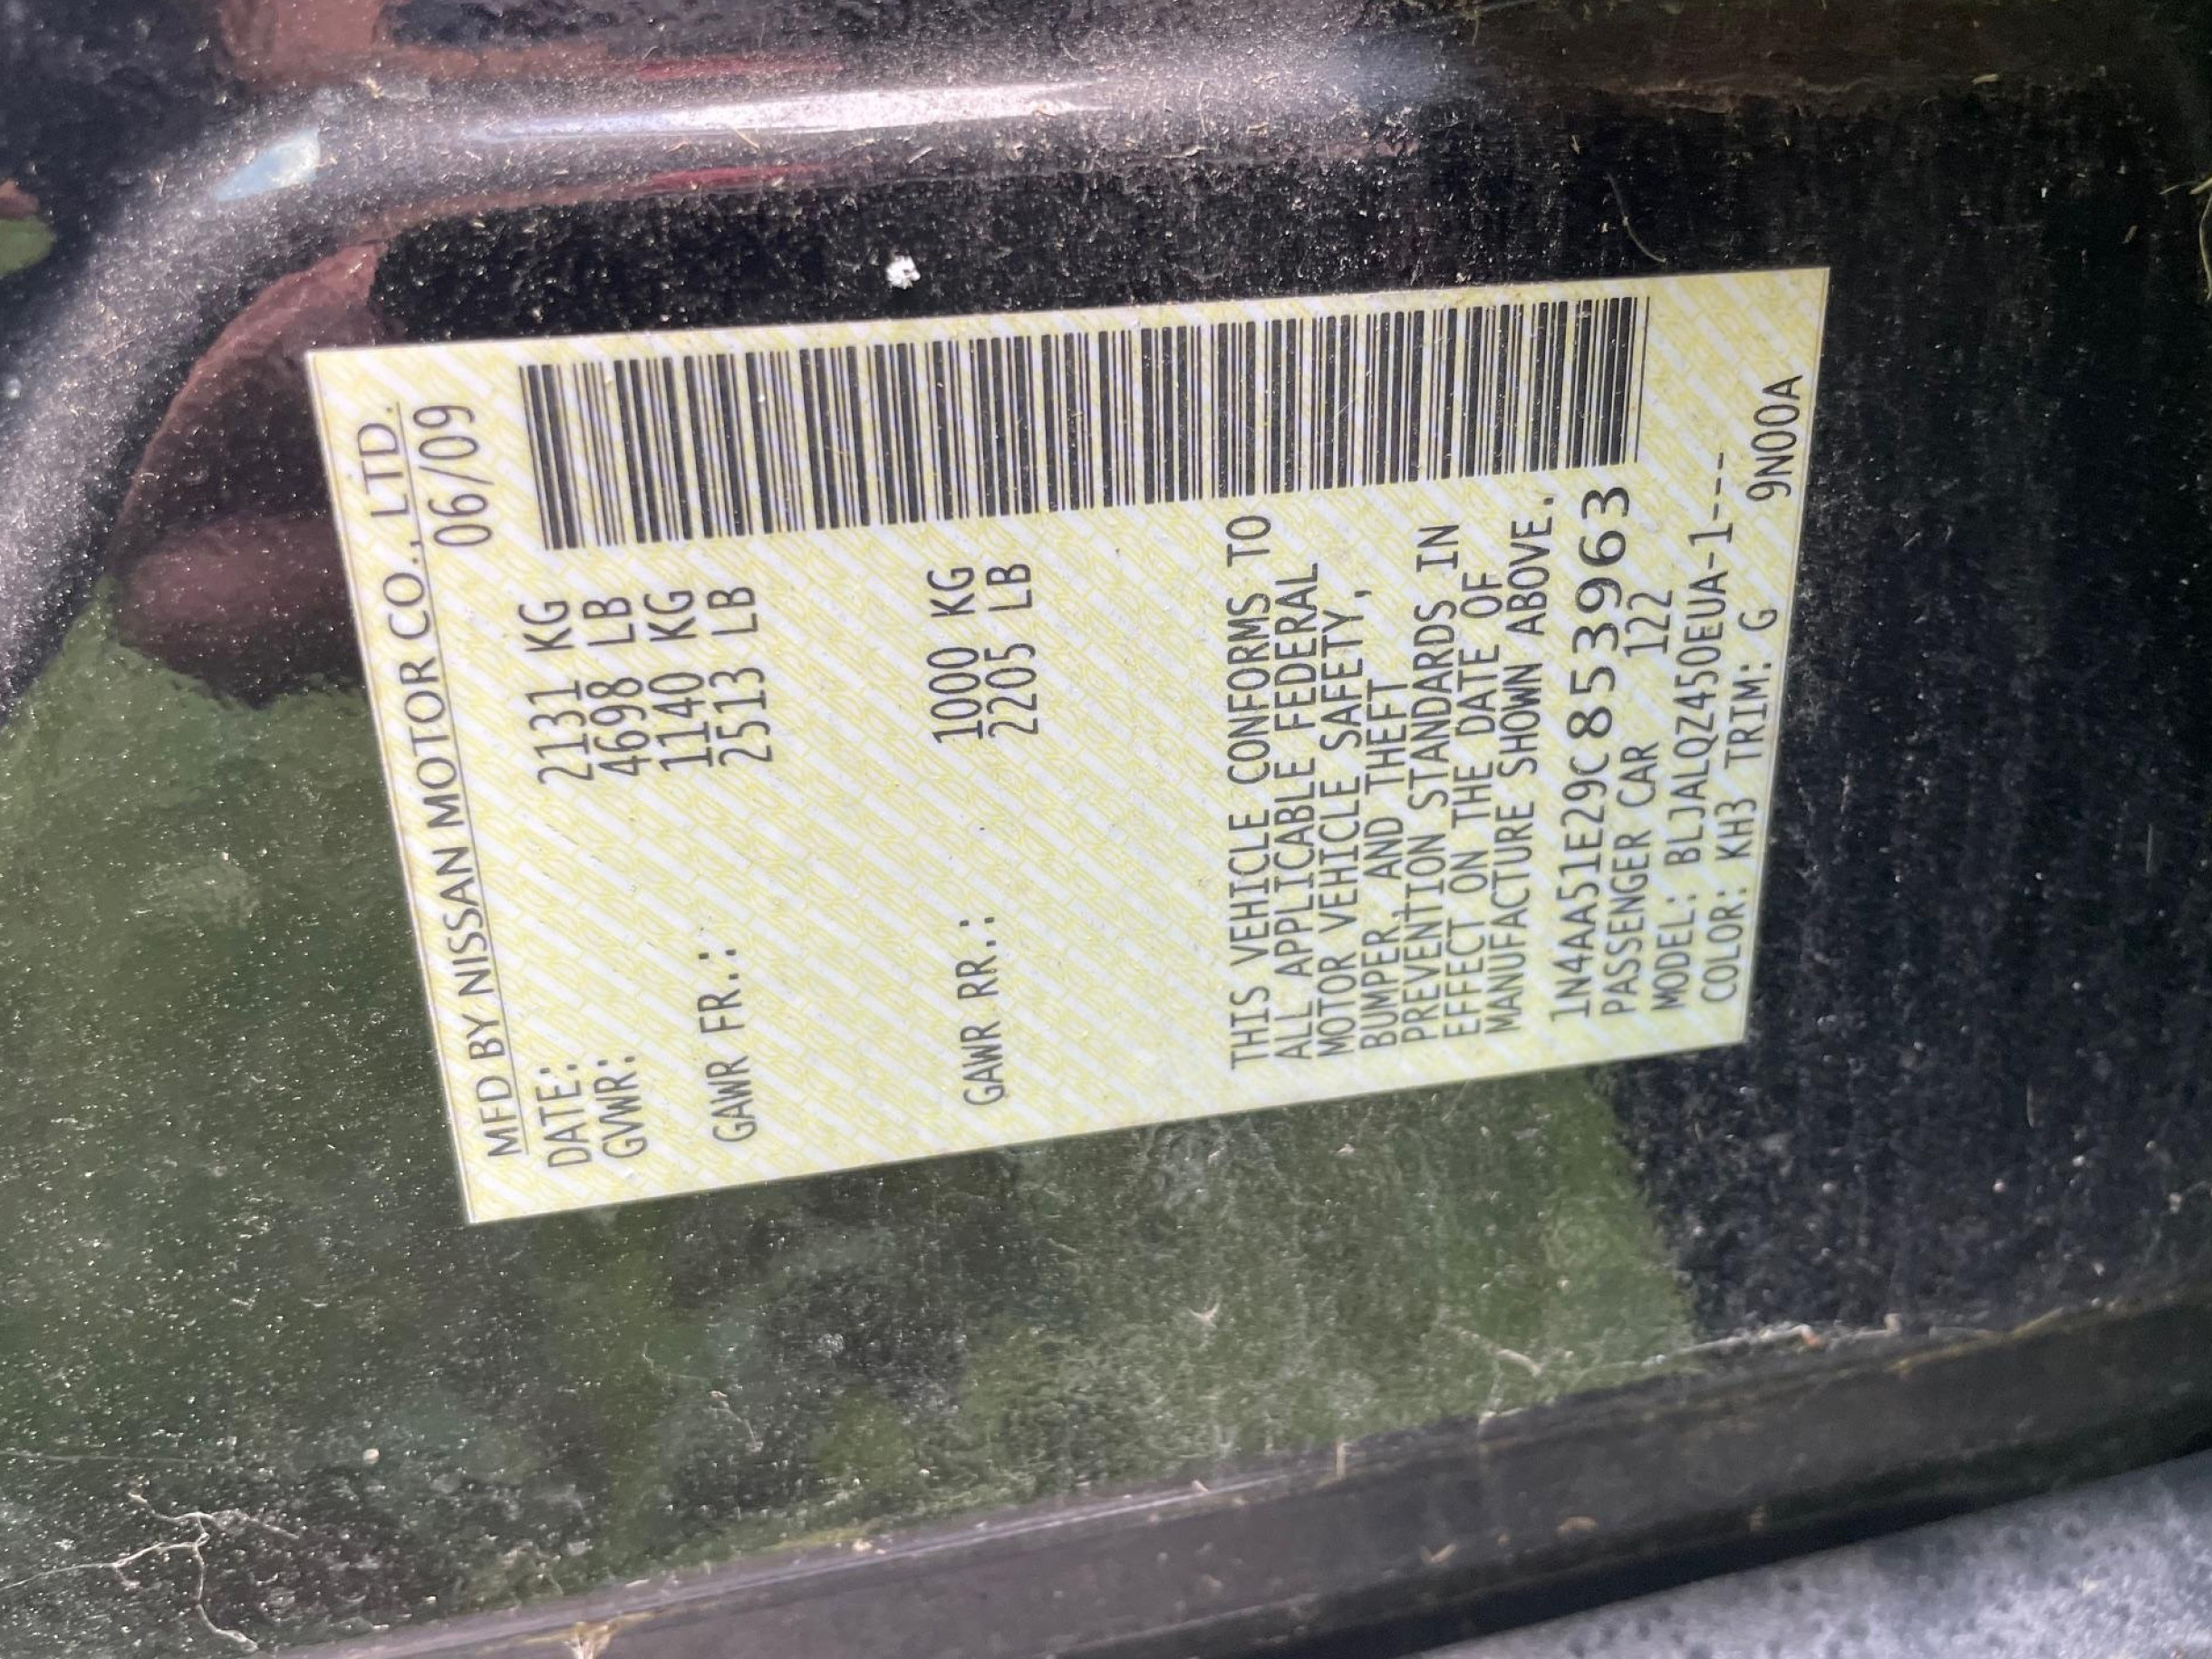 MFD BY NISSAN MOTOR CO., LTD.
DATE: 06/09
GVWR: 2131 KG
4698 LB
GAWR FR.: 1140 KG
2513 LB
GAWR RR.: 1000 KG
2205 LB
THIS VEHICLE CONFORMS TO
ALL APPLICABLE FEDERAL
MOTOR VEHICLE SAFETY,
BUMPER, AND THEFT
PREVENTION STANDARDS IN
EFFECT ON THE DATE OF
MANUFACTURE SHOWN ABOVE.
1N4AA51E29C853963
PASSENGER CAR 122
MODEL: BLJALQZ450EUA-1---
COLOR: KH3 TRIM: G 9N00A